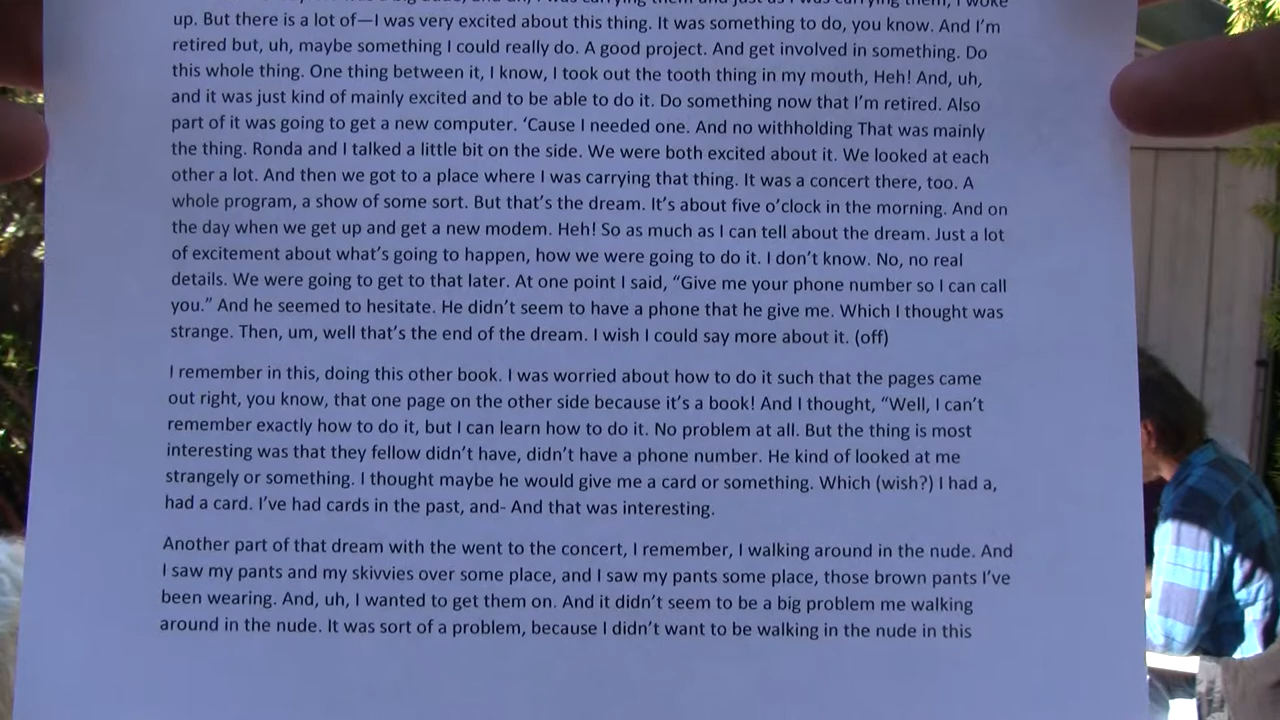 up. But there is a lot of—I was very excited about this thing. It was something to do, you know. And I'm
retired but, uh, maybe something I could really do. A good project. And get involved in something. Do
this whole thing. One thing between it, I know, I took out the tooth thing in my mouth, Heh! And, uh,
and it was just kind of mainly excited and to be able to do it. Do something now that I'm retired. Also
part of it was going to get a new computer. 'Cause I needed one. And no withholding That was mainly
the thing. Ronda and I talked a little bit on the side. We were both excited about it. We looked at each
other a lot. And then we got to a place where I was carrying that thing. It was a concert there, too. A
whole program, a show of some sort. But that's the dream. It's about five o'clock in the morning. And on
the day when we get up and get a new modem. Heh! So as much as I can tell about the dream. Just a lot
of excitement about what's going to happen, how we were going to do it. I don't know. No, no real
details. We were going to get to that later. At one point I said, "Give me your phone number so I can call
you." And he seemed to hesitate. He didn't seem to have a phone that he give me. Which I thought was
strange. Then, um, well that's the end of the dream. I wish I could say more about it. (off)
I remember in this, doing this other book. I was worried about how to do it such that the pages came
out right, you know, that one page on the other side because it's a book! And I thought, "Well, I can't
remember exactly how to do it, but I can learn how to do it. No problem at all. But the thing is most
interesting was that they fellow didn't have, didn't have a phone number. He kind of looked at me
strangely or something. I thought maybe he would give me a card or something. Which (wish?) I had a,
had a card. I've had cards in the past, and- And that was interesting.
Another part of that dream with the went to the concert, I remember, I walking around in the nude. And
I saw my pants and my skivvies over some place, and I saw my pants some place, those brown pants I've
been wearing. And, uh, I wanted to get them on. And it didn't seem to be a big problem me walking
around in the nude. It was sort of a problem, because I didn't want to be walking in the nude in this